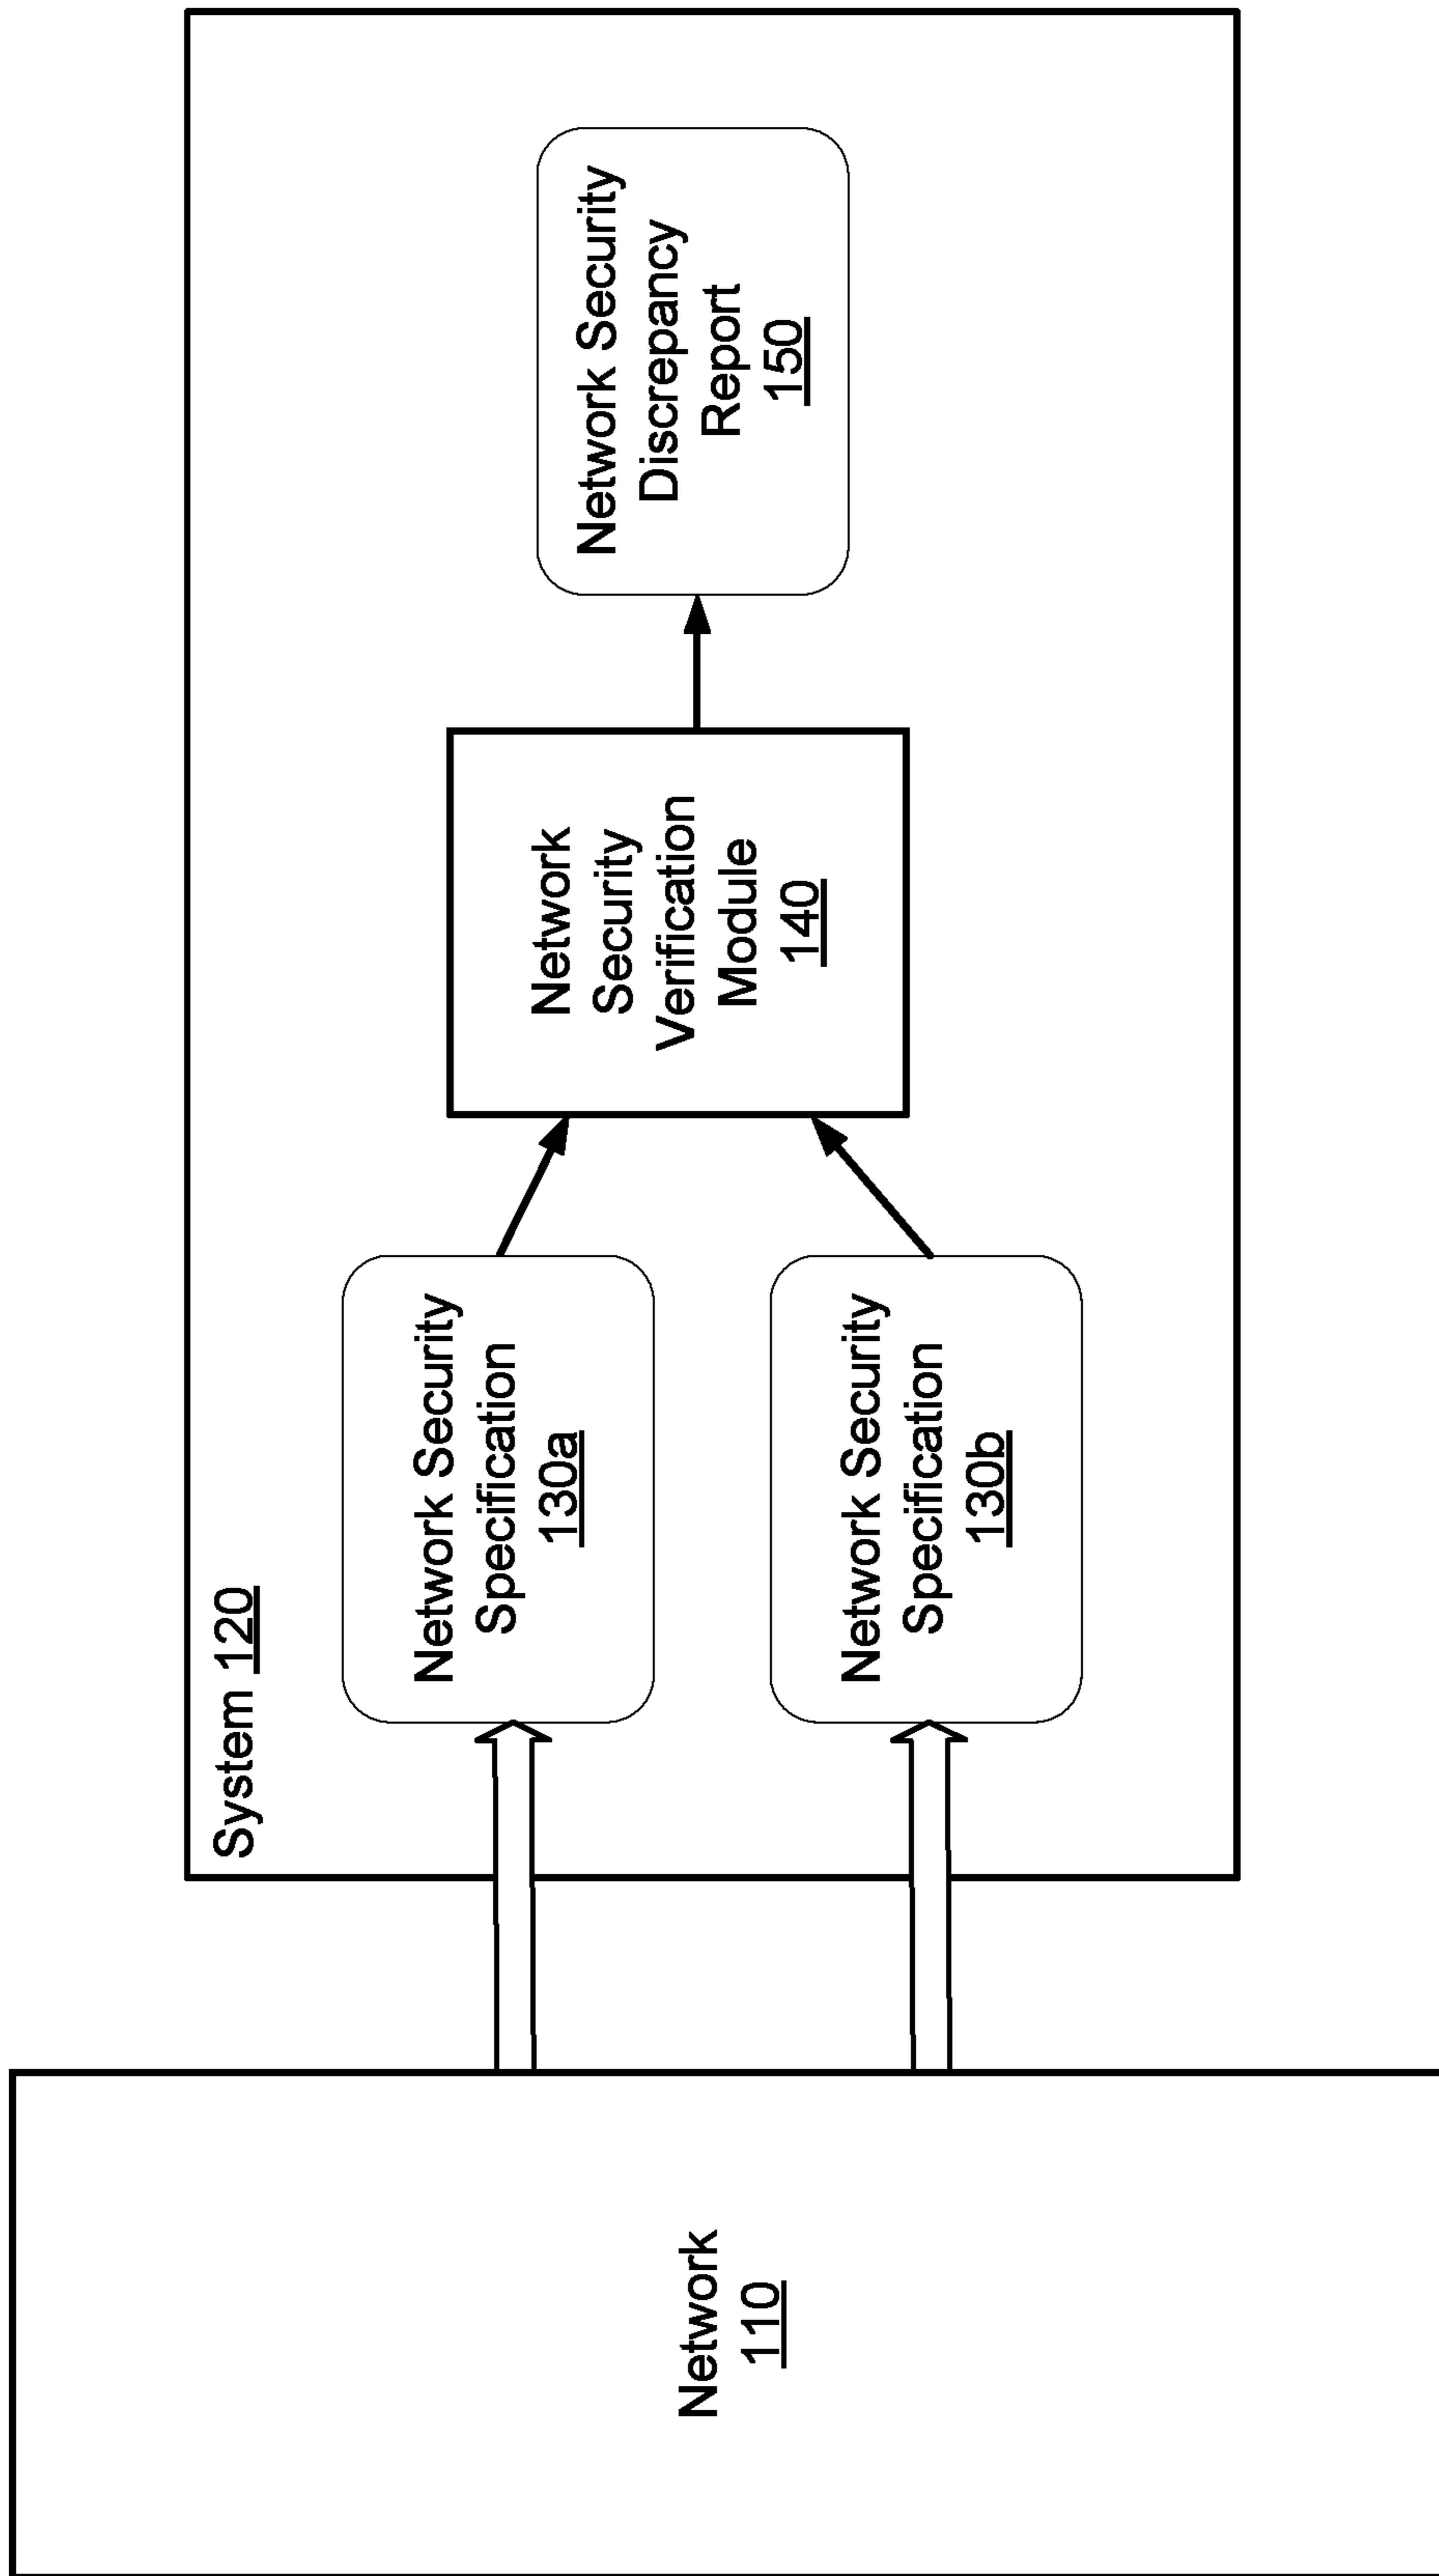 Network
110
System 120
Network Security
Specification
130a
Network Security
Specification
130b
Network
Security
Verification
Module
140
Network Security
Discrepancy
Report
150